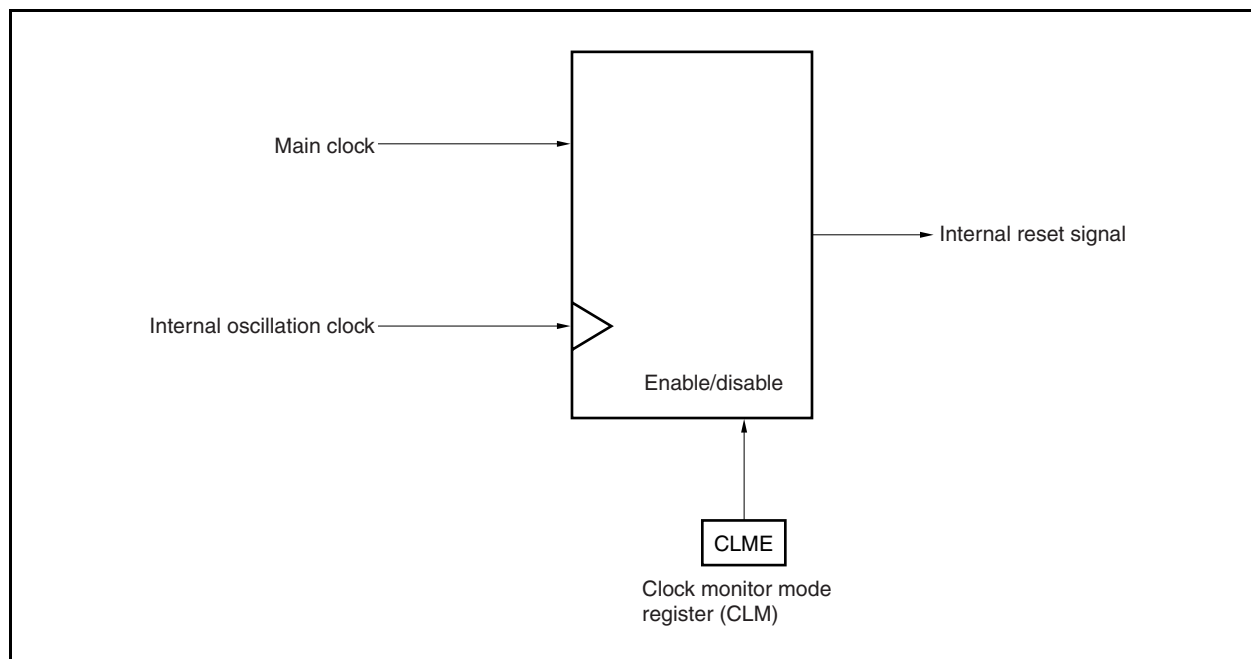 Main clock
Internal reset signal
Internal oscillation clock
Enable/disable
CLME
Clock monitor mode
register (CLM)